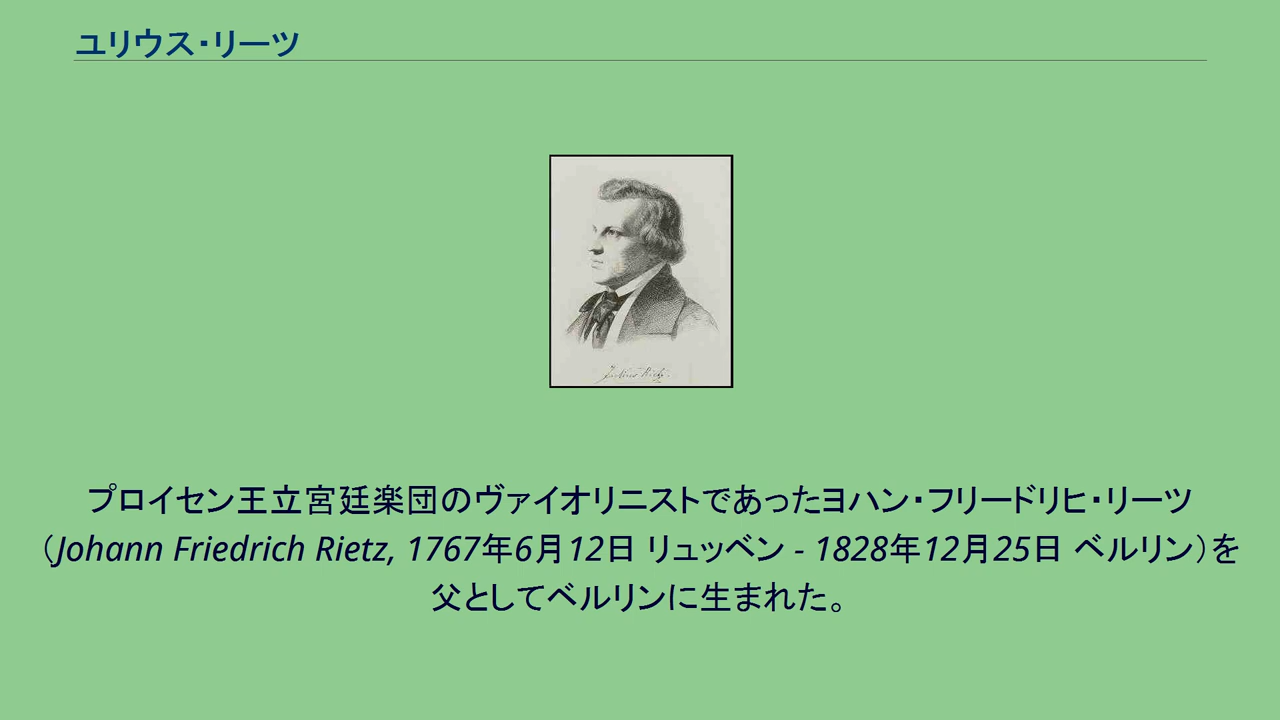 ユリウス・リーツ
Julius Rietz.
プロイセン王立宮廷楽団のヴァイオリニストであったヨハン・フリードリヒ・リーツ
（Johann Friedrich Rietz, 1767年6月12日 リュッベン - 1828年12月25日 ベルリン）を
父としてベルリンに生まれた。